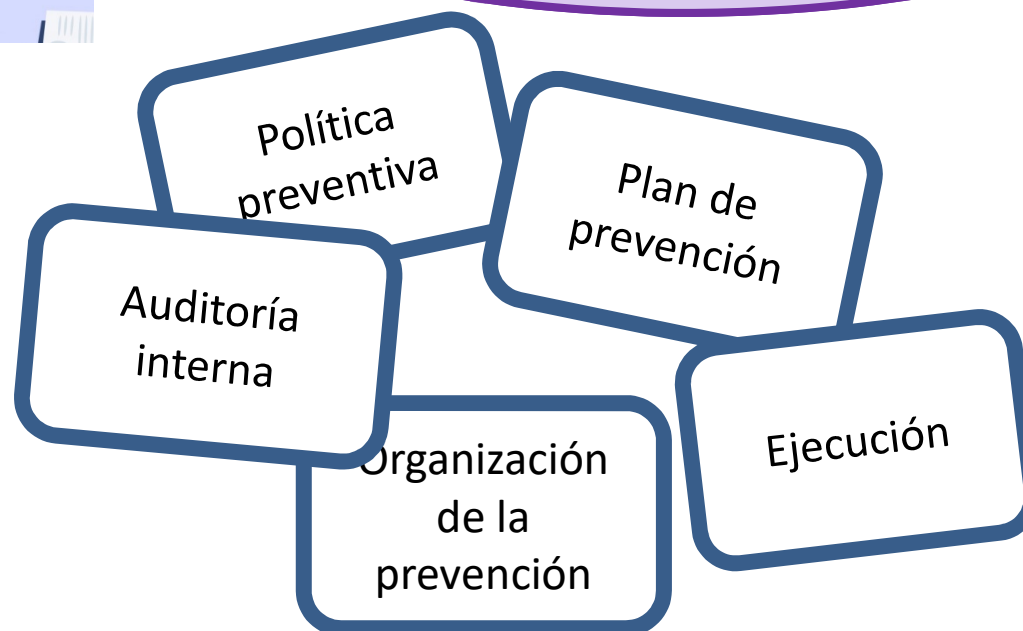 Política
preventiva
Plan de
prevención
Auditoría
interna
Ejecución
Organización
de la
prevención